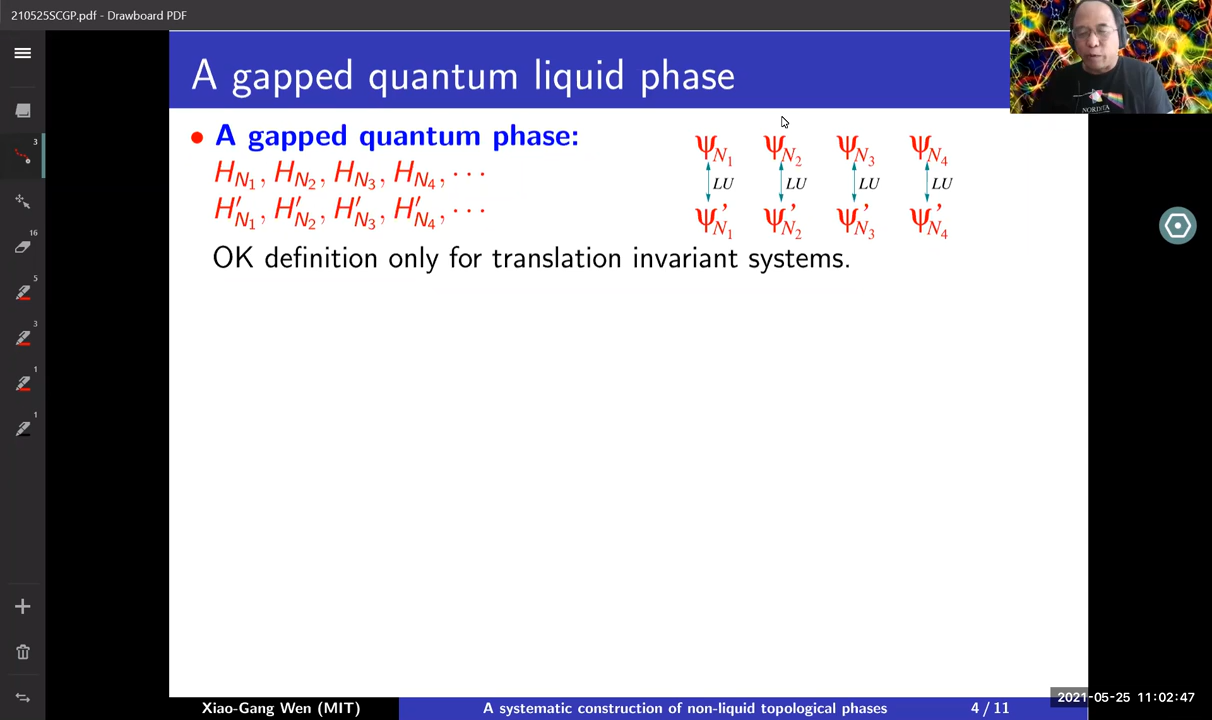 210525SCGP.pdf - Drawboard PDF
A gapped quantum liquid phase
NORDITA
• A gapped quantum phase:
H_{N_1}, H_{N_2}, H_{N_3}, H_{N_4}, ···
H'_{N_1}, H'_{N_2}, H'_{N_3}, H'_{N_4}, ···
Ψ_{N_1} Ψ_{N_2} Ψ_{N_3} Ψ_{N_4}
LU LU LU LU
Ψ'_{N_1} Ψ'_{N_2} Ψ'_{N_3} Ψ'_{N_4}
OK definition only for translation invariant systems.
3
16
5
3
1
1
Xiao-Gang Wen (MIT) A systematic construction of non-liquid topological phases 4 / 11
2021-05-25 11:02:47